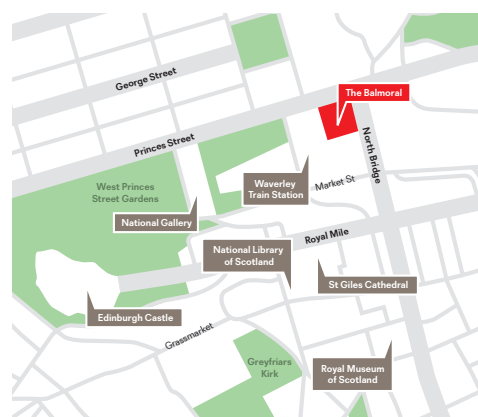 George Street
The Balmoral
Princes Street
North Bridge
West Princes
Street Gardens
Waverley
Train Station
Market St
National Gallery
Royal Mile
National Library
of Scotland
St Giles Cathedral
Edinburgh Castle
Grassmarket
Greyfriars
Kirk
Royal Museum
of Scotland